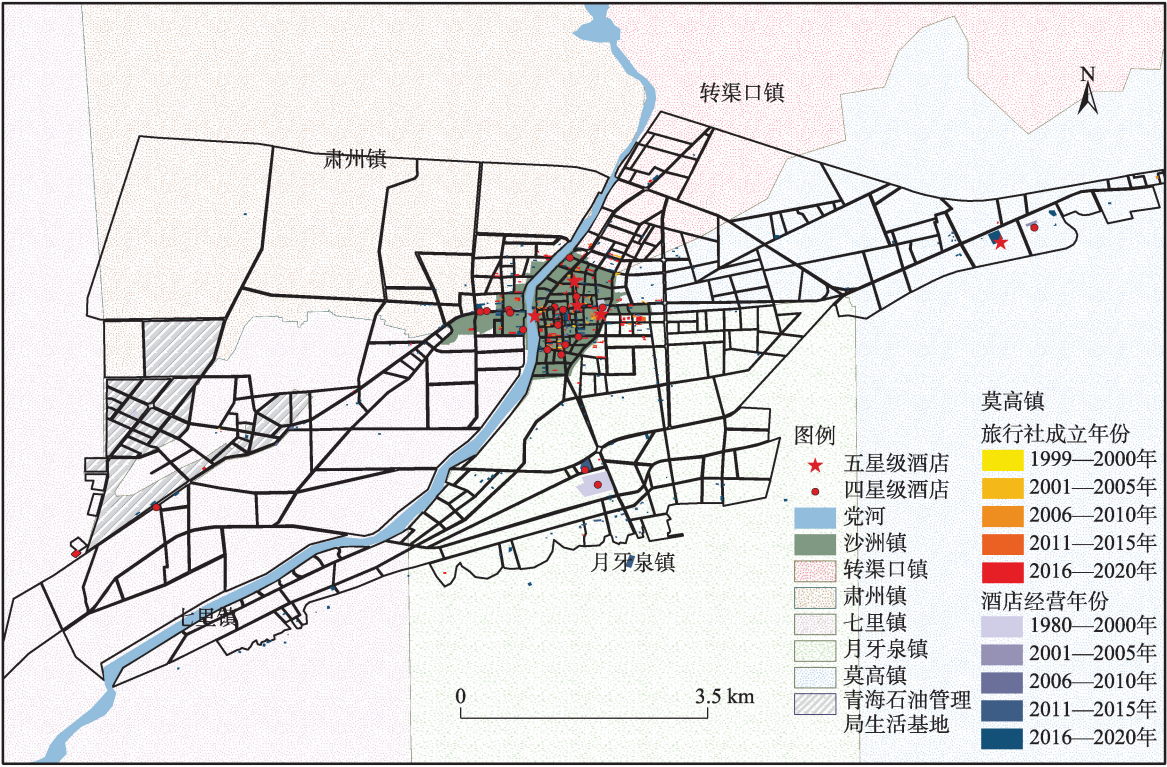 转渠口镇
N
肃州镇
月牙泉镇
七里镇
0 3.5 km
图例
五星级酒店
四星级酒店
党河
沙洲镇
转渠口镇
肃州镇
七里镇
月牙泉镇
莫高镇
青海石油管理
局生活基地
莫高镇
旅行社成立年份
1999—2000年
2001—2005年
2006—2010年
2011—2015年
2016—2020年
酒店经营年份
1980—2000年
2001—2005年
2006—2010年
2011—2015年
2016—2020年